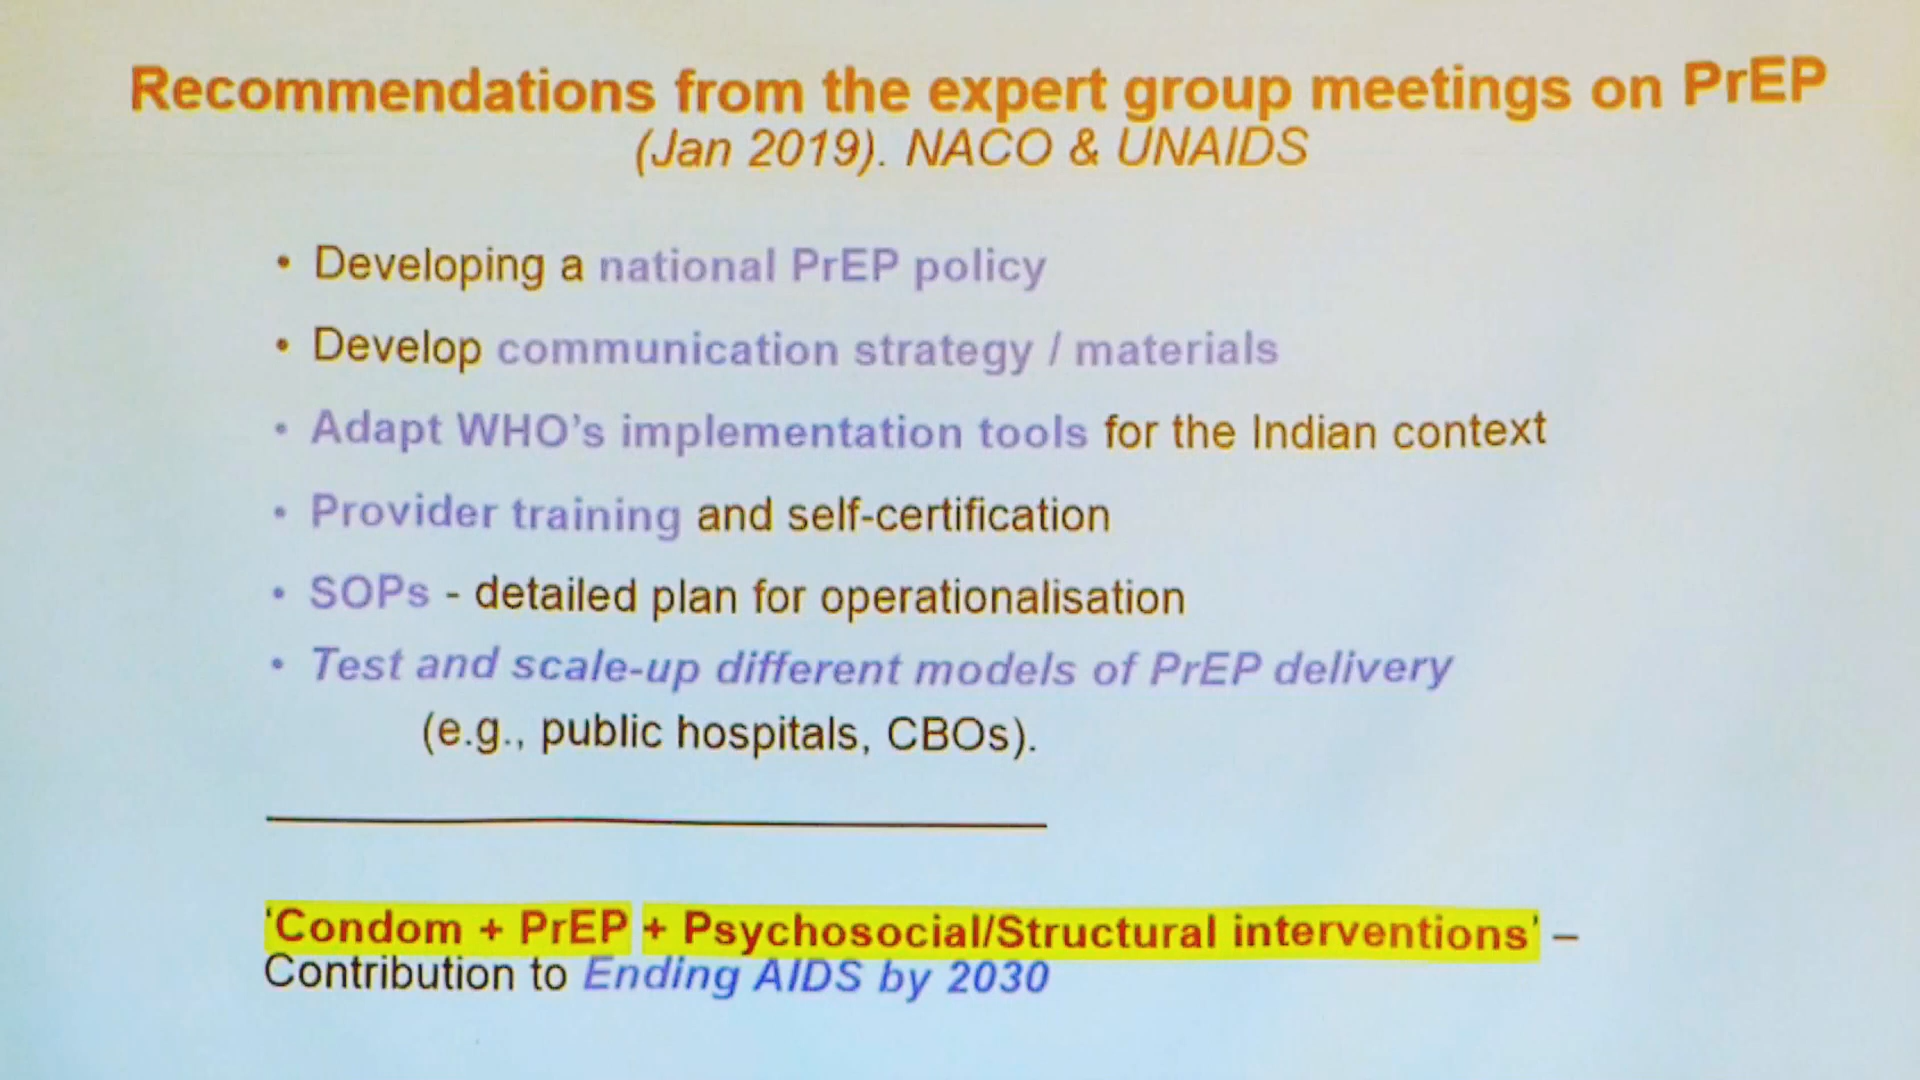 Recommendations from the expert group meetings on PrEP
(Jan 2019). NACO & UNAIDS
• Developing a national PrEP policy
• Develop communication strategy / materials
• Adapt WHO's implementation tools for the Indian context
• Provider training and self-certification
• SOPs - detailed plan for operationalisation
• Test and scale-up different models of PrEP delivery
(e.g., public hospitals, CBOs).
'Condom + PrEP + Psychosocial/Structural interventions' –
Contribution to Ending AIDS by 2030